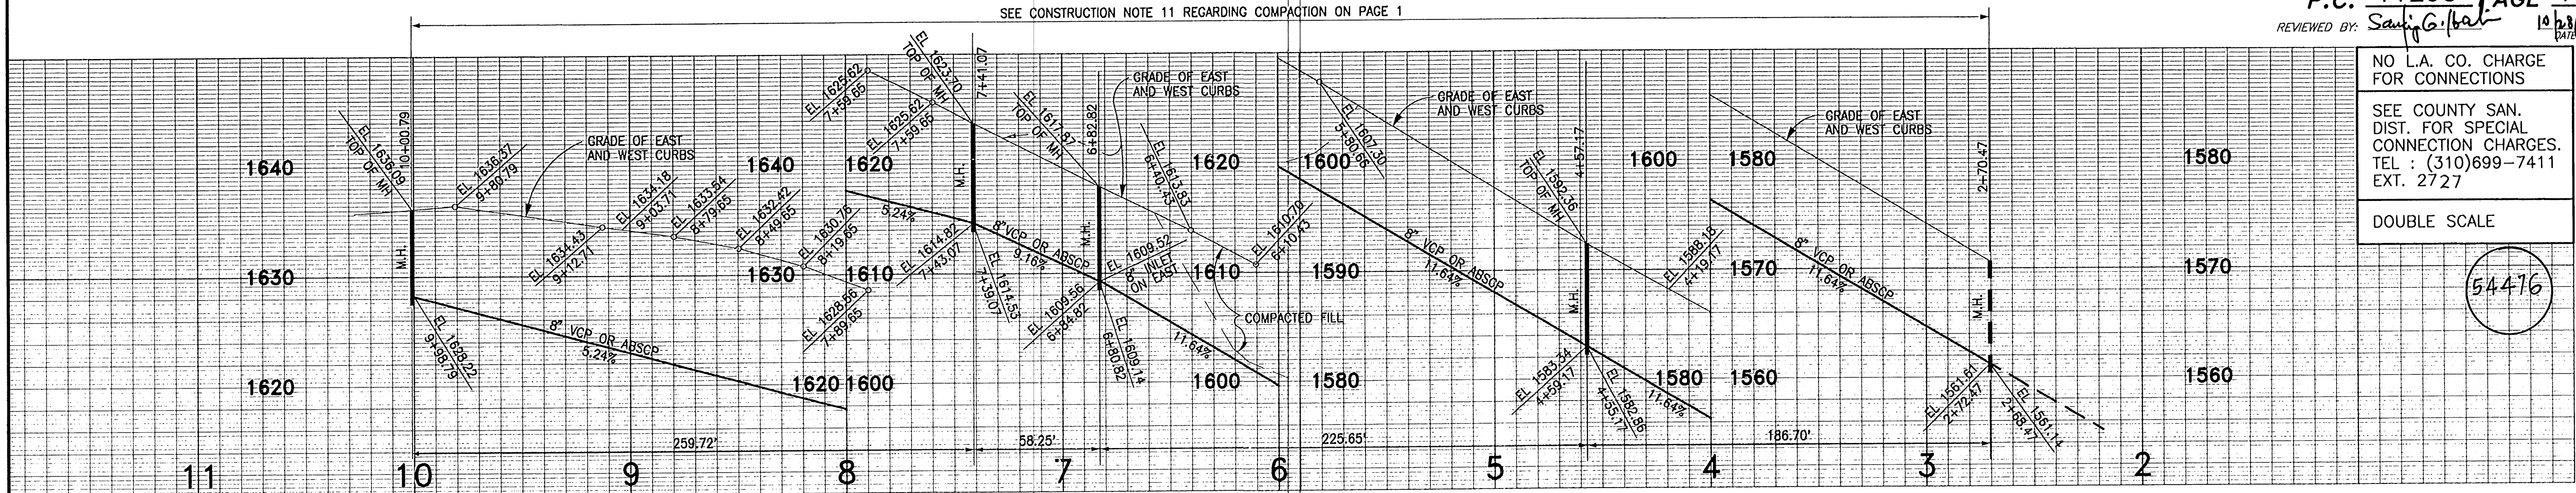 SEE CONSTRUCTION NOTE 11 REGARDING COMPACTION ON PAGE 1
P.C.
AGE
REVIEWED BY:
DATE
NO L.A. CO. CHARGE
FOR CONNECTIONS
SEE COUNTY SAN.
DIST. FOR SPECIAL
CONNECTION CHARGES.
TEL : (310)699-7411
EXT. 2727
DOUBLE SCALE
54476
EL 1636.09
TOP OF MH
10+00.79
M.H.
EL 1628.22
9+98.79
EL 1636.37
9+80.79
GRADE OF EAST
AND WEST CURBS
EL 1634.43
9+12.71
EL 1634.18
9+03.71
EL 1633.54
8+79.65
EL 1632.42
8+49.65
EL 1630.76
8+19.65
EL 1628.56
7+89.65
8" VCP OR ABSCP
5.24%
1640
1630
1620
1640
1630
1620
1620
1610
1600
EL 1625.62
7+59.65
EL 1625.62
7+59.65
EL 1623.70
TOP OF MH
7+41.07
M.H.
5.24%
EL 1614.82
7+43.07
EL 1614.53
7+39.07
8"VCP OR ABSCP
9.16%
EL 1617.87
TOP OF MH
6+82.82
M.H.
GRADE OF EAST
AND WEST CURBS
EL 1609.56
6+84.82
EL 1609.14
6+80.82
EL 1609.52
8" INLET
ON EAST
EL 1613.83
6+40.43
EL 1610.70
6+10.43
COMPACTED FILL
11.64%
1620
1610
1600
1600
1590
1580
EL 1607.30
5+80.66
GRADE OF EAST
AND WEST CURBS
8" VCP OR ABSCP
11.64%
EL 1592.36
TOP OF MH
4+57.17
M.H.
EL 1583.34
4+59.17
EL 1582.86
4+55.17
EL 1588.18
4+19.17
11.64%
1600
1580
1580
1570
1560
GRADE OF EAST
AND WEST CURBS
8" VCP OR ABSCP
11.64%
2+70.47
M.H.
EL 1561.61
2+72.47
EL 1561.14
2+68.47
1580
1570
1560
259.72'
58.25'
225.65'
186.70'
11 10 9 8 7 6 5 4 3 2